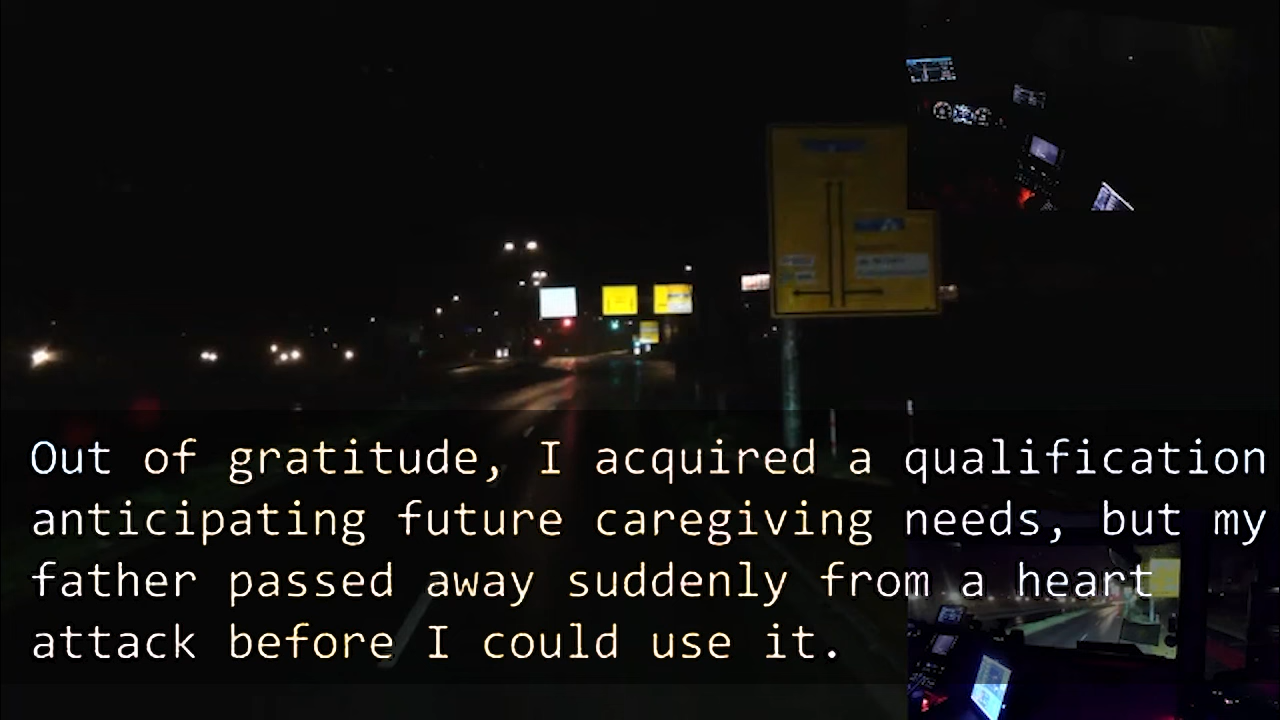 Out of gratitude, I acquired a qualification
anticipating future caregiving needs, but my
father passed away suddenly from a heart
attack before I could use it.